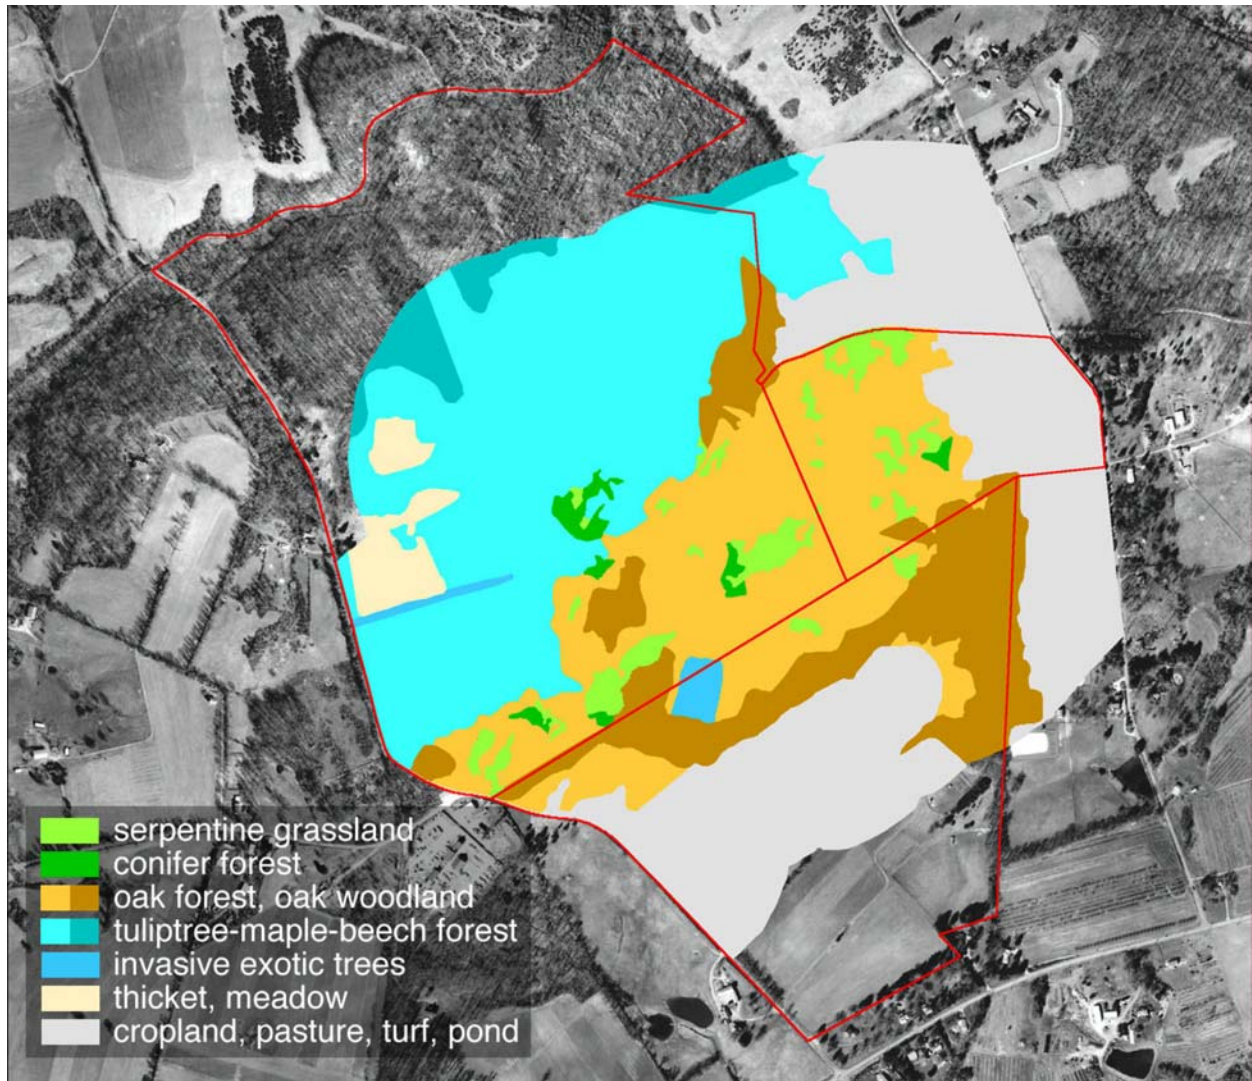 serpentine grassland
conifer forest
oak forest, oak woodland
tuliptree-maple-beech forest
invasive exotic trees
thicket, meadow
cropland, pasture, turf, pond